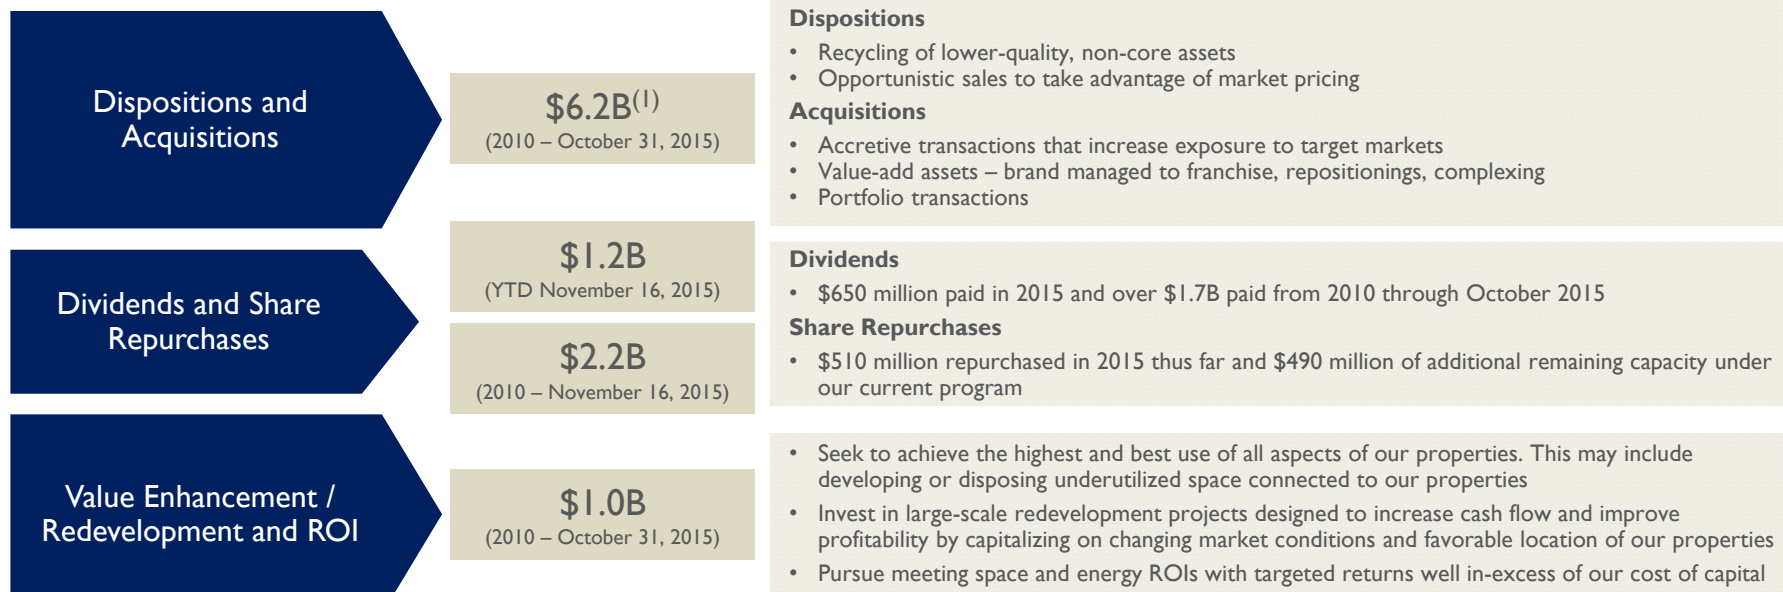 Dispositions and
Acquisitions
$6.2B(1)
(2010 – October 31, 2015)
Dispositions
• Recycling of lower-quality, non-core assets
• Opportunistic sales to take advantage of market pricing
Acquisitions
• Accretive transactions that increase exposure to target markets
• Value-add assets – brand managed to franchise, repositionings, complexing
• Portfolio transactions
Dividends and Share
Repurchases
$1.2B
(YTD November 16, 2015)
$2.2B
(2010 – November 16, 2015)
Dividends
• $650 million paid in 2015 and over $1.7B paid from 2010 through October 2015
Share Repurchases
• $510 million repurchased in 2015 thus far and $490 million of additional remaining capacity under
our current program
Value Enhancement /
Redevelopment and ROI
$1.0B
(2010 – October 31, 2015)
• Seek to achieve the highest and best use of all aspects of our properties. This may include
developing or disposing underutilized space connected to our properties
• Invest in large-scale redevelopment projects designed to increase cash flow and improve
profitability by capitalizing on changing market conditions and favorable location of our properties
• Pursue meeting space and energy ROIs with targeted returns well in-excess of our cost of capital